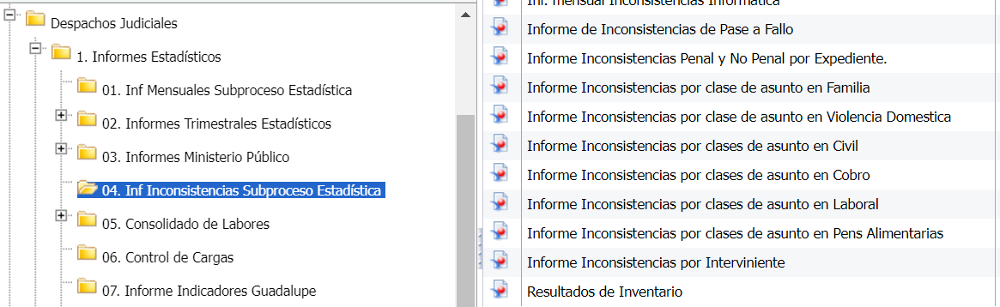 Despachos Judiciales
1. Informes Estadísticos
01. Inf Mensuales Subproceso Estadística
02. Informes Trimestrales Estadísticos
03. Informes Ministerio Público
04. Inf Inconsistencias Subproceso Estadística
05. Consolidado de Labores
06. Control de Cargas
07. Informe Indicadores Guadalupe
Inf. mensual Inconsistencias Informatica
Informe de Inconsistencias de Pase a Fallo
Informe Inconsistencias Penal y No Penal por Expediente.
Informe Inconsistencias por clase de asunto en Familia
Informe Inconsistencias por clase de asunto en Violencia Domestica
Informe Inconsistencias por clases de asunto en Civil
Informe Inconsistencias por clases de asunto en Cobro
Informe Inconsistencias por clases de asunto en Laboral
Informe Inconsistencias por clases de asunto en Pens Alimentarias
Informe Inconsistencias por Interviniente
Resultados de Inventario